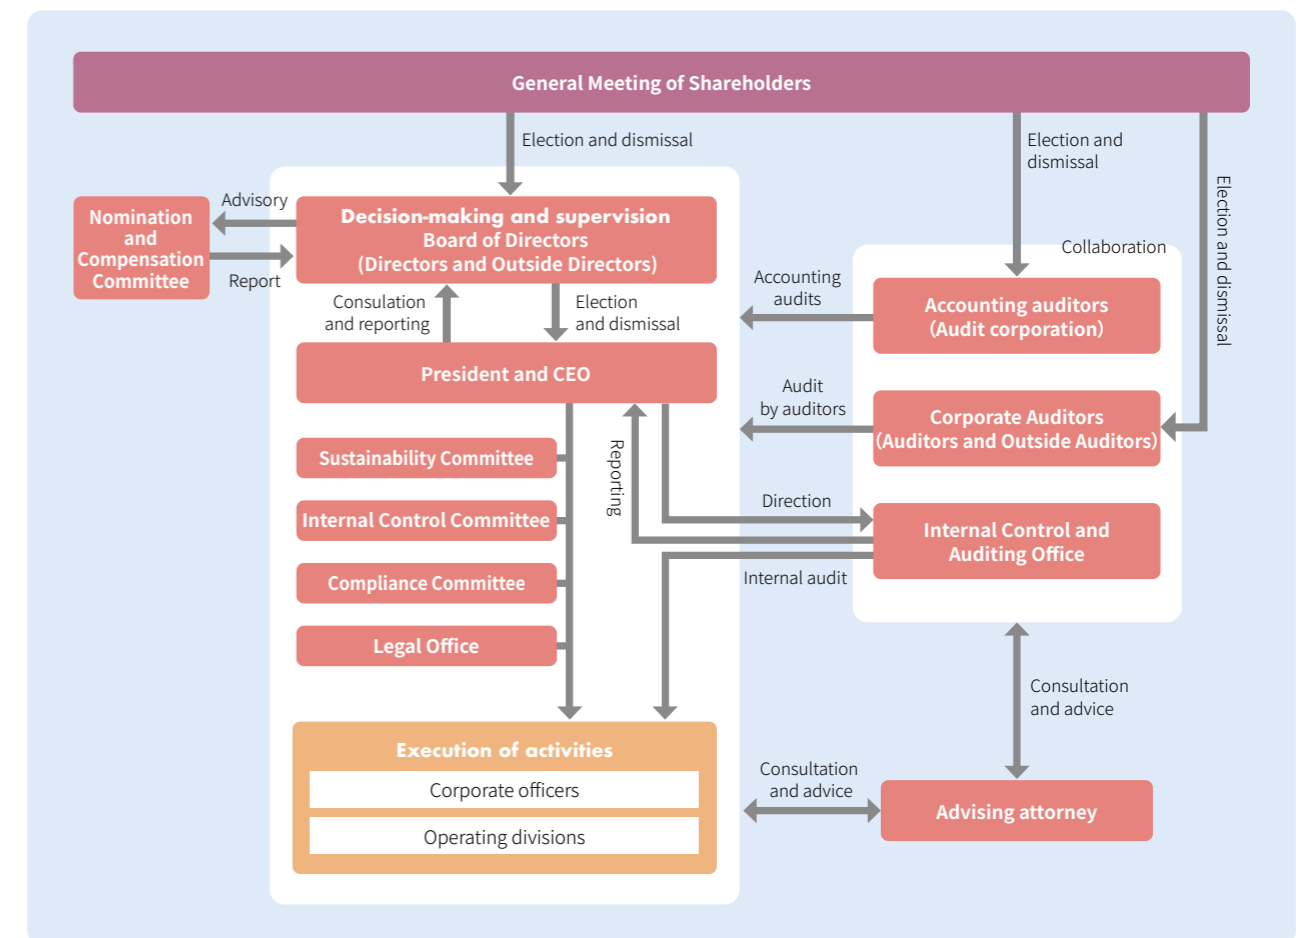 General Meeting of Shareholders
Election and dismissal
Election and
dismissal
Election and dismissal
Nomination
and
Compensation
Committee
Advisory
Report
Decision-making and supervision
Board of Directors
(Directors and Outside Directors)
Consulation
and reporting
Election
and dismissal
President and CEO
Sustainability Committee
Internal Control Committee
Compliance Committee
Legal Office
Reporting
Execution of activities
Corporate officers
Operating divisions
Collaboration
Accounting
audits
Accounting auditors
(Audit corporation)
Audit
by auditors
Corporate Auditors
(Auditors and Outside Auditors)
Direction
Internal Control and
Auditing Office
Internal audit
Consultation
and advice
Consultation
and advice
Advising attorney